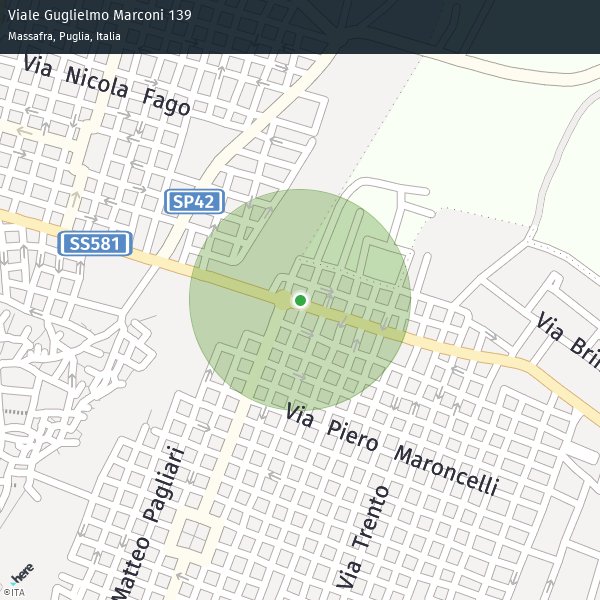 Viale Guglielmo Marconi 139
Massafra, Puglia, Italia
Via Nicola Fago
SP42
SS581
Via Brin
Via Piero Maroncelli
Matteo Pagliari
Via Trento
here
©ITA